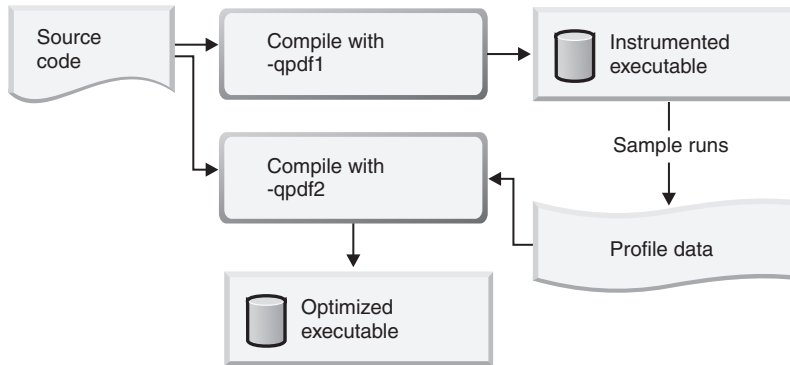 Source
code
Compile with
-qpdf1
Instrumented
executable
Sample runs
Compile with
-qpdf2
Profile data
Optimized
executable